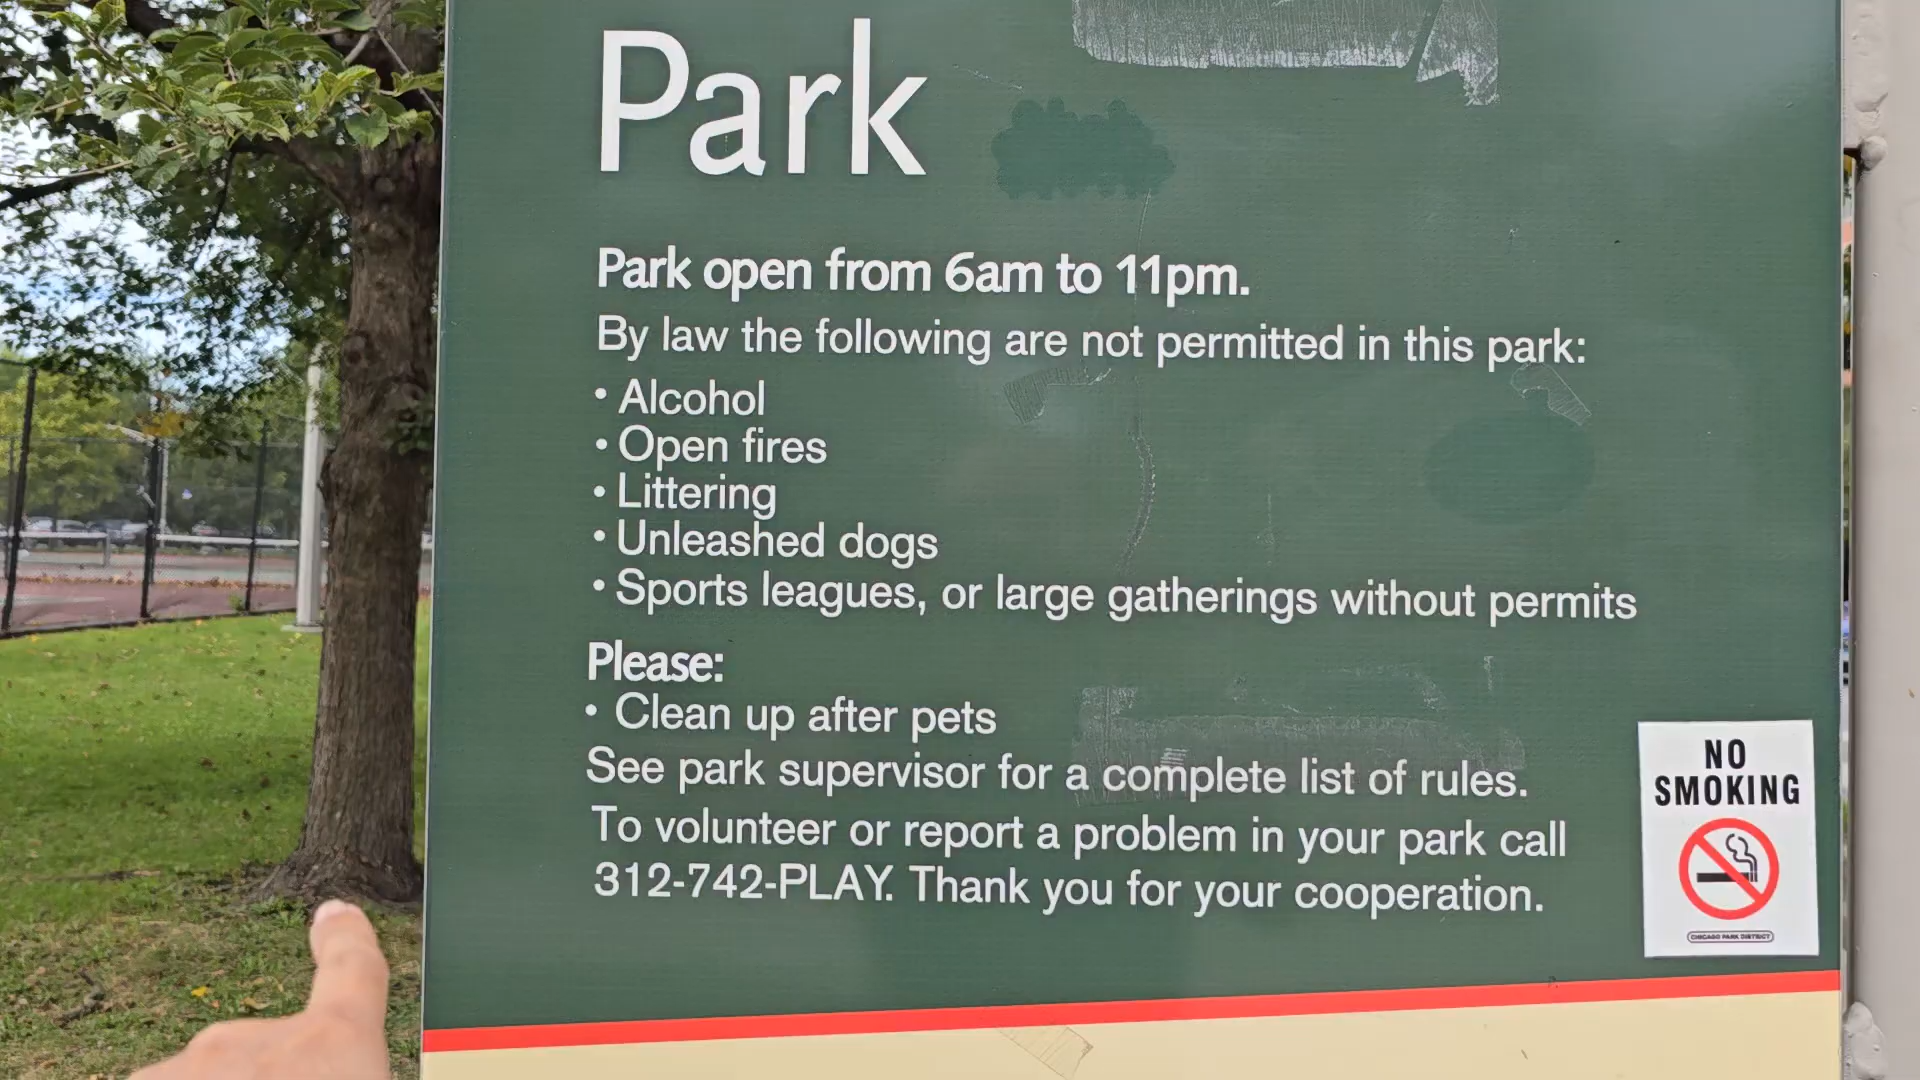 Park
Park open from 6am to 11pm.
By law the following are not permitted in this park:
• Alcohol
• Open fires
• Littering
• Unleashed dogs
• Sports leagues, or large gatherings without permits
Please:
• Clean up after pets
See park supervisor for a complete list of rules.
To volunteer or report a problem in your park call
312-742-PLAY. Thank you for your cooperation.
NO
SMOKING
CHICAGO PARK DISTRICT